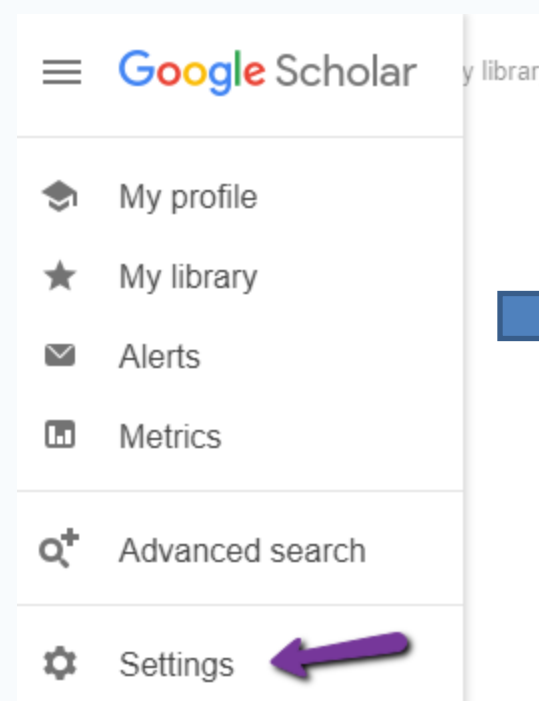 Google Scholar
y librar
My profile
My library
Alerts
Metrics
Advanced search
Settings